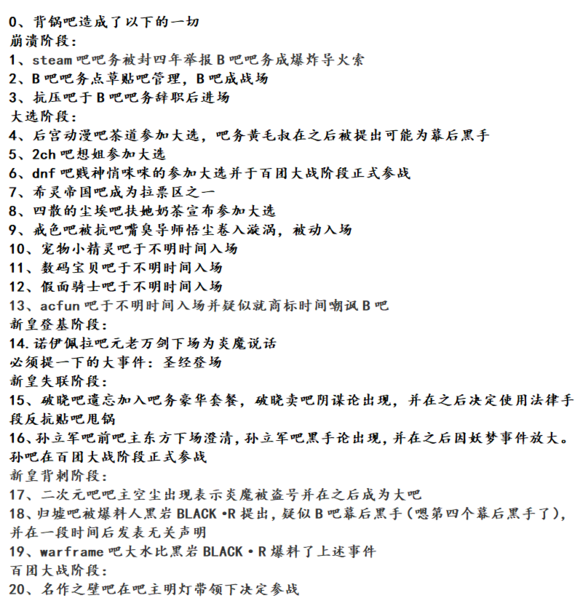 0、背锅吧造成了以下的一切
崩溃阶段：
1、steam吧吧务被封四年举报B吧吧务成爆炸导火索
2、B吧吧务点草贴吧管理，B吧成战场
3、抗压吧于B吧吧务辞职后进场
大选阶段：
4、后宫动漫吧茶道参加大选，吧务黄毛叔在之后被提出可能为幕后黑手
5、2ch吧想姐参加大选
6、dnf吧贱神悄咪咪的参加大选并于百团大战阶段正式参战
7、希灵帝国吧成为拉票区之一
8、四散的尘埃吧扶她奶茶宣布参加大选
9、戒色吧被抗吧嘴臭导师悟尘卷入漩涡，被动入场
10、宠物小精灵吧于不明时间入场
11、数码宝贝吧于不明时间入场
12、假面骑士吧于不明时间入场
13、acfun吧于不明时间入场并疑似就商标时间嘲讽B吧
新皇登基阶段：
14.诺伊佩拉吧元老万剑下场为炎魔说话
必须提一下的大事件：圣经登场
新皇失联阶段：
15、破晓吧遗忘加入吧务豪华套餐，破晓卖吧阴谋论出现，并在之后决定使用法律手
段反抗贴吧甩锅
16、孙立军吧前吧主东方下场澄清，孙立军吧黑手论出现，并在之后因妖梦事件放大。
孙吧在百团大战阶段正式参战
新皇背刺阶段：
17、二次元吧吧主空尘出现表示炎魔被盗号并在之后成为大吧
18、归墟吧被爆料人黑岩BLACK·R提出，疑似B吧幕后黑手（嗯第四个幕后黑手了），
并在一段时间后发表无关声明
19、warframe吧大水比黑岩BLACK·R爆料了上述事件
百团大战阶段：
20、名作之壁吧在吧主明灯带领下决定参战